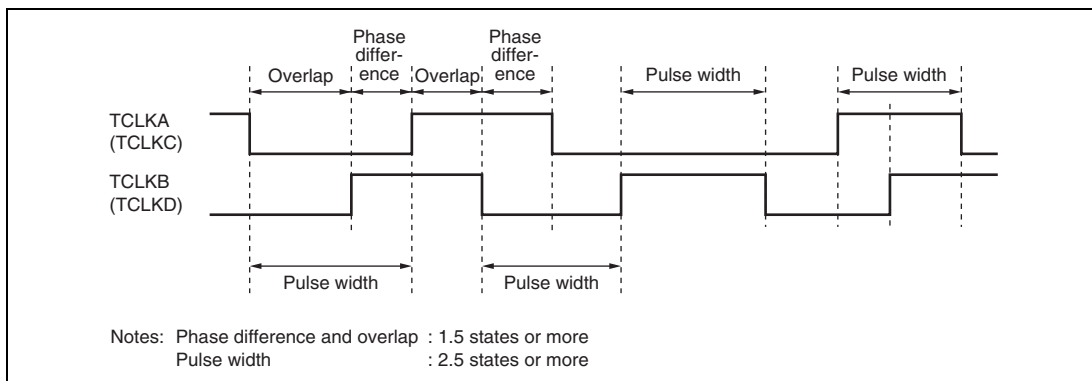 Phase
differ-
ence
Phase
differ-
ence
Overlap
Overlap
Pulse width
Pulse width
TCLKA
(TCLKC)
TCLKB
(TCLKD)
Pulse width
Pulse width
Notes: Phase difference and overlap : 1.5 states or more
Pulse width : 2.5 states or more